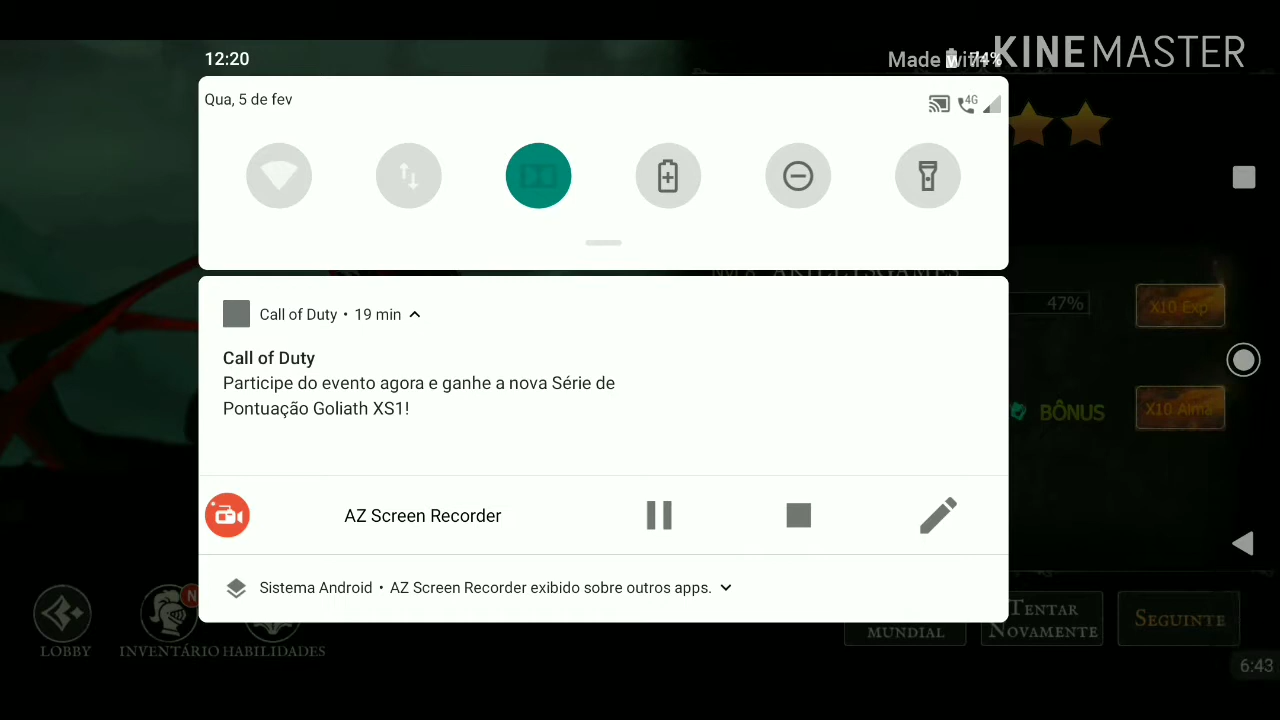 12:20
Made with
74%
KINEMASTER
Qua, 5 de fev
4G
47%
X10 Exp
Call of Duty • 19 min
Call of Duty
Participe do evento agora e ganhe a nova Série de
Pontuação Goliath XS1!
BÔNUS
X10 Alma
AZ Screen Recorder
Sistema Android • AZ Screen Recorder exibido sobre outros apps.
N
LOBBY
INVENTÁRIO
HABILIDADES
MUNDIAL
TENTAR
NOVAMENTE
SEGUINTE
6:43